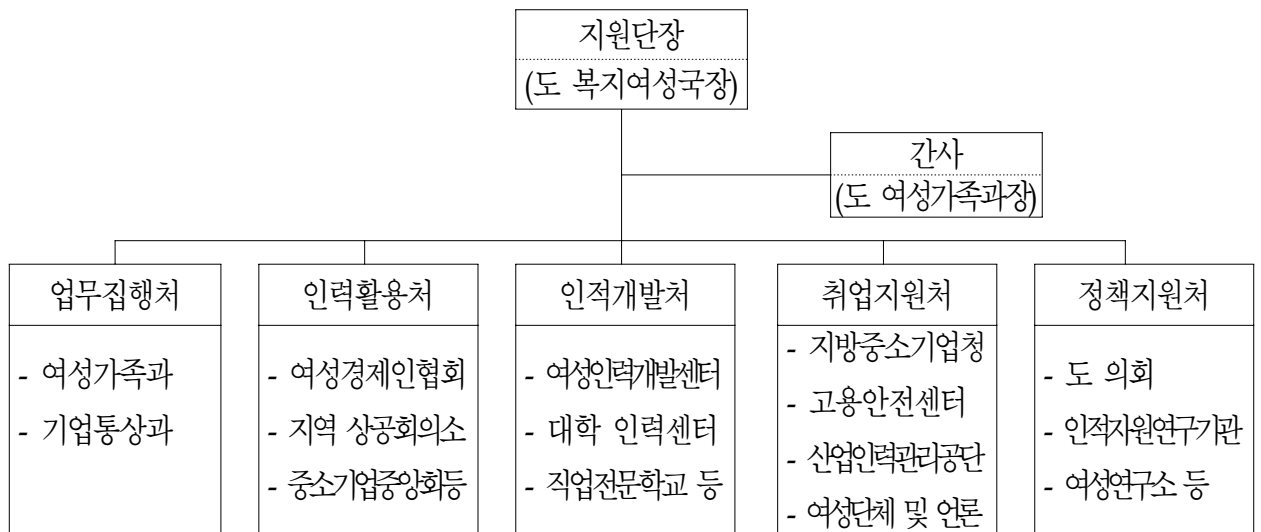 지원단장
(도 복지여성국장)
간사
(도 여성가족과장)
업무집행처
- 여성가족과
- 기업통상과
인력활용처
- 여성경제인협회
- 지역 상공회의소
- 중소기업중앙회등
인적개발처
- 여성인력개발센터
- 대학 인력센터
- 직업전문학교 등
취업지원처
- 지방중소기업청
- 고용안전센터
- 산업인력관리공단
- 여성단체 및 언론
정책지원처
- 도 의회
- 인적자원연구기관
- 여성연구소 등